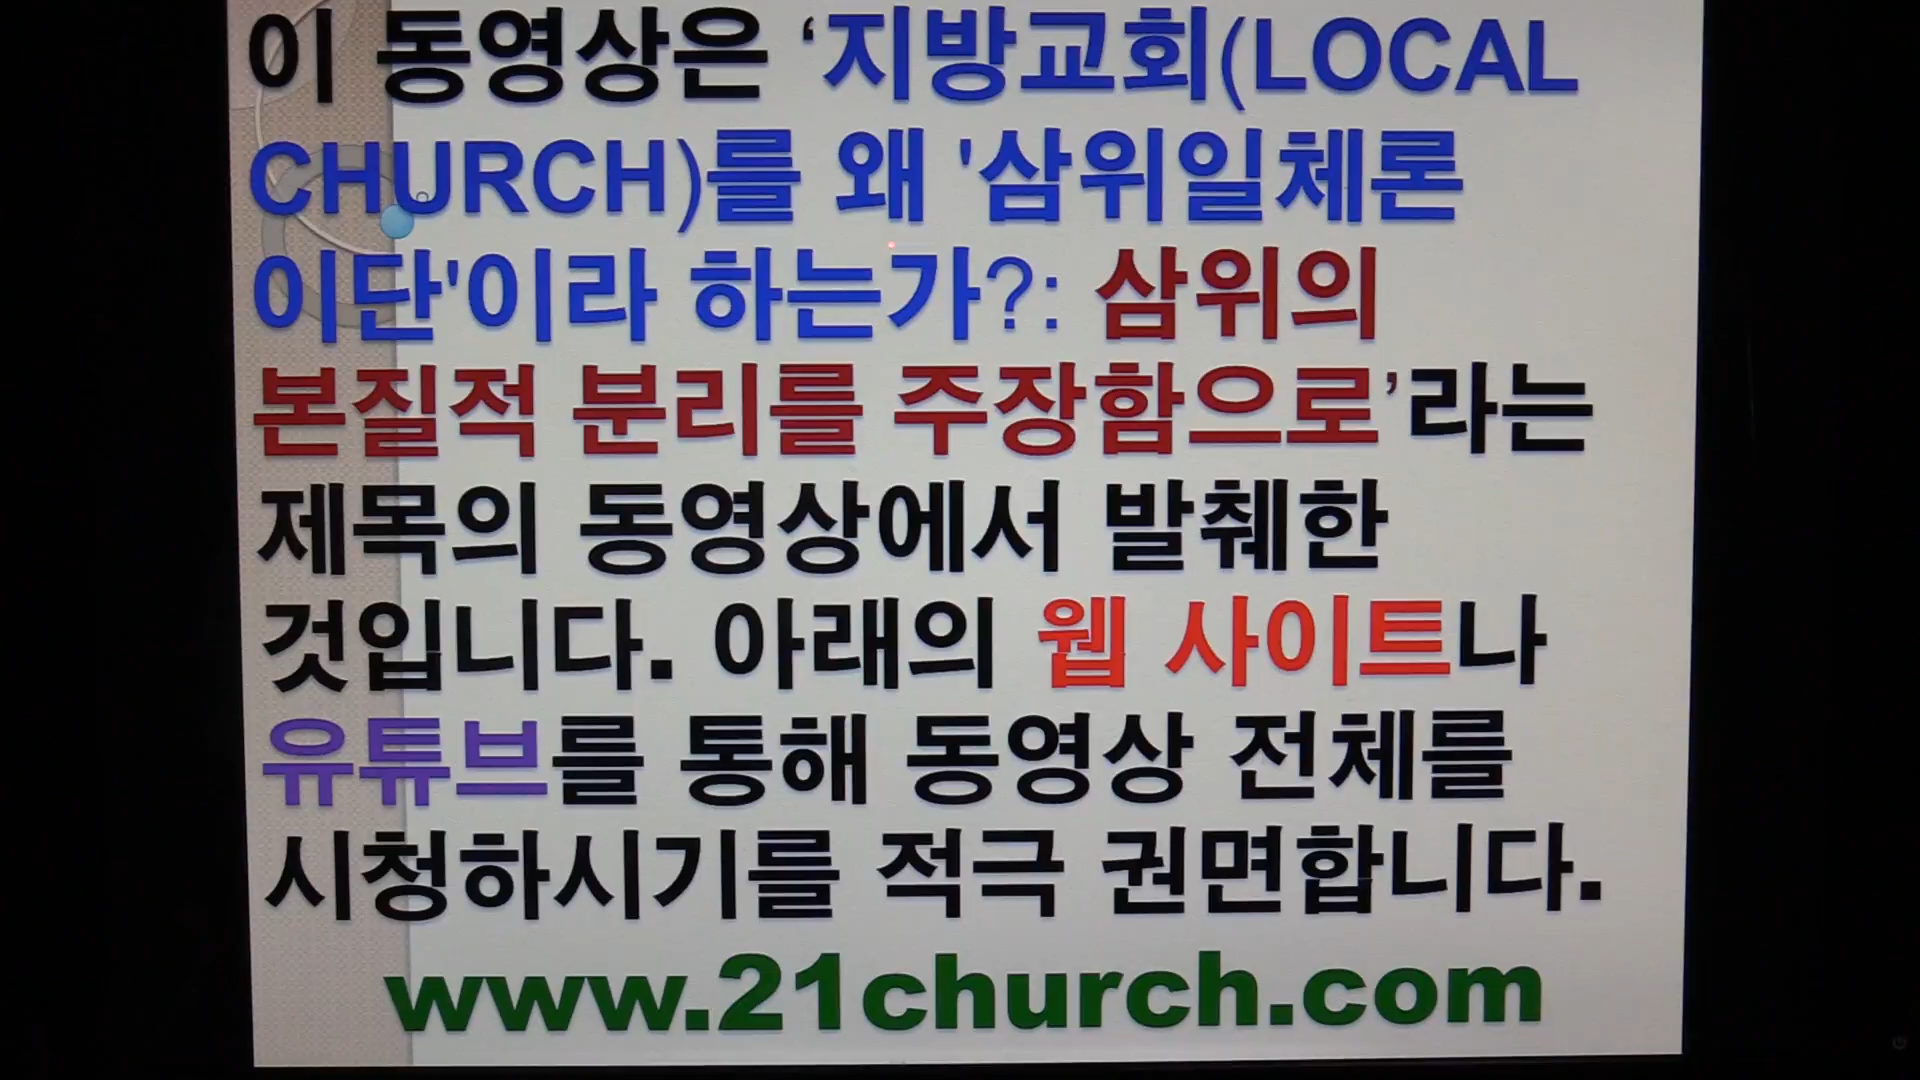 이 동영상은 ‘지방교회(LOCAL
CHURCH)를 왜 '삼위일체론
이단'이라 하는가?: 삼위의
본질적 분리를 주장함으로’라는
제목의 동영상에서 발췌한
것입니다. 아래의 웹 사이트나
유튜브를 통해 동영상 전체를
시청하시기를 적극 권면합니다.
www.21church.com